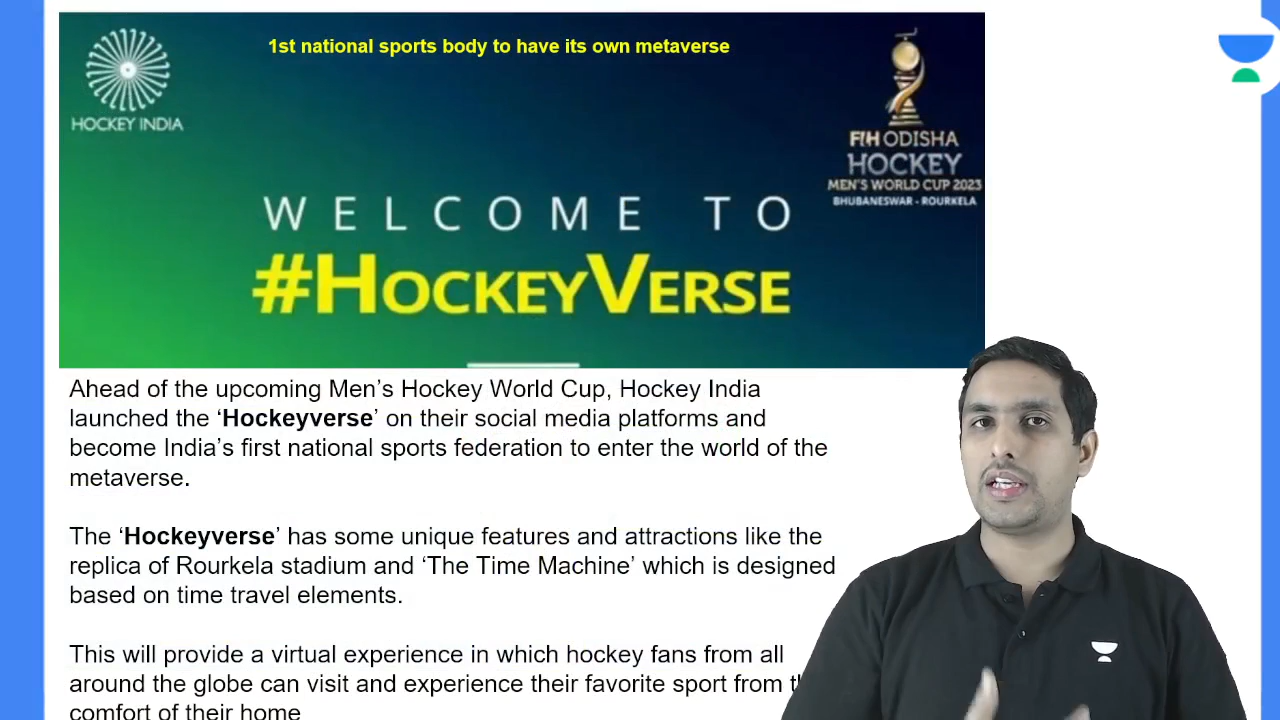 1st national sports body to have its own metaverse
HOCKEY INDIA
FIH ODISHA
HOCKEY
MEN'S WORLD CUP 2023
BHUBANESWAR - ROURKELA
WELCOME TO
#HOCKEYVERSE
Ahead of the upcoming Men’s Hockey World Cup, Hockey India
launched the ‘Hockeyverse’ on their social media platforms and
become India’s first national sports federation to enter the world of the
metaverse.
The ‘Hockeyverse’ has some unique features and attractions like the
replica of Rourkela stadium and ‘The Time Machine’ which is designed
based on time travel elements.
This will provide a virtual experience in which hockey fans from all
around the globe can visit and experience their favorite sport from
comfort of their home